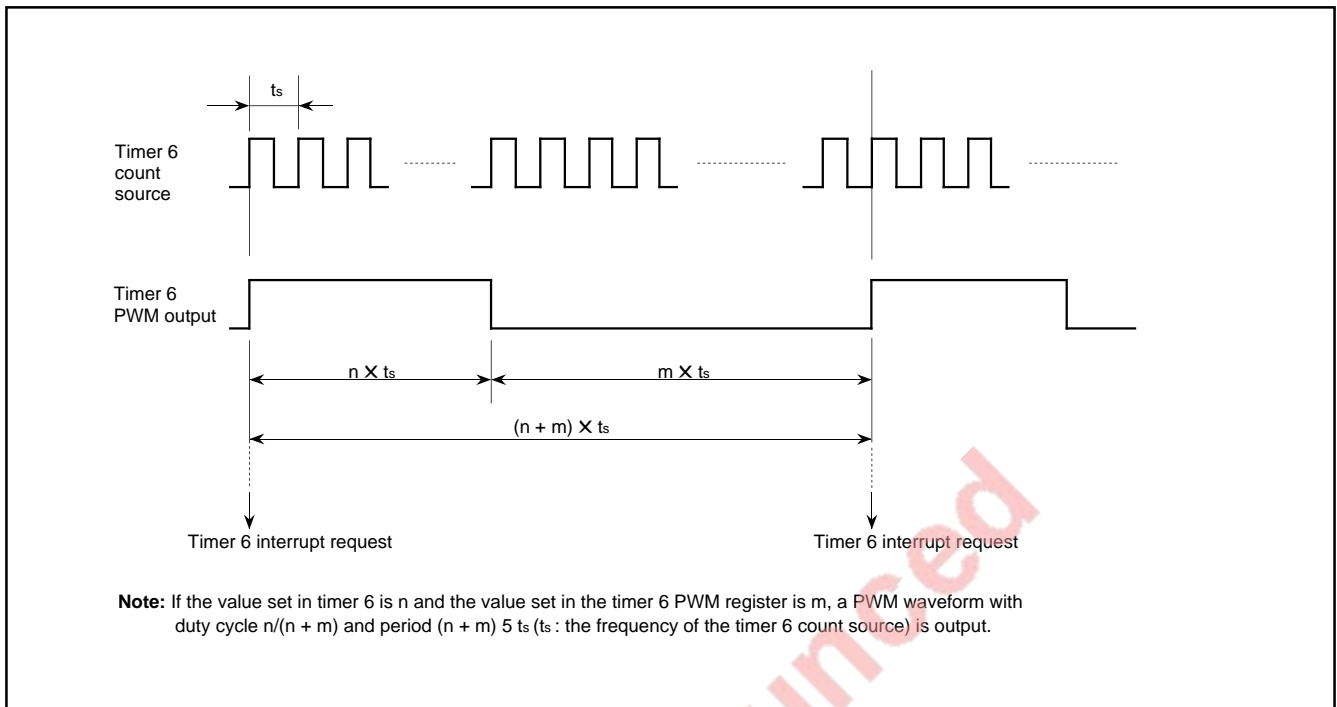 ts
Timer 6
count
source
Timer 6
PWM output
n X ts
m X ts
(n + m) X ts
Timer 6 interrupt request
Timer 6 interrupt request
Note: If the value set in timer 6 is n and the value set in the timer 6 PWM register is m, a PWM waveform with
duty cycle n/(n + m) and period (n + m) 5 ts (ts : the frequency of the timer 6 count source) is output.
unced